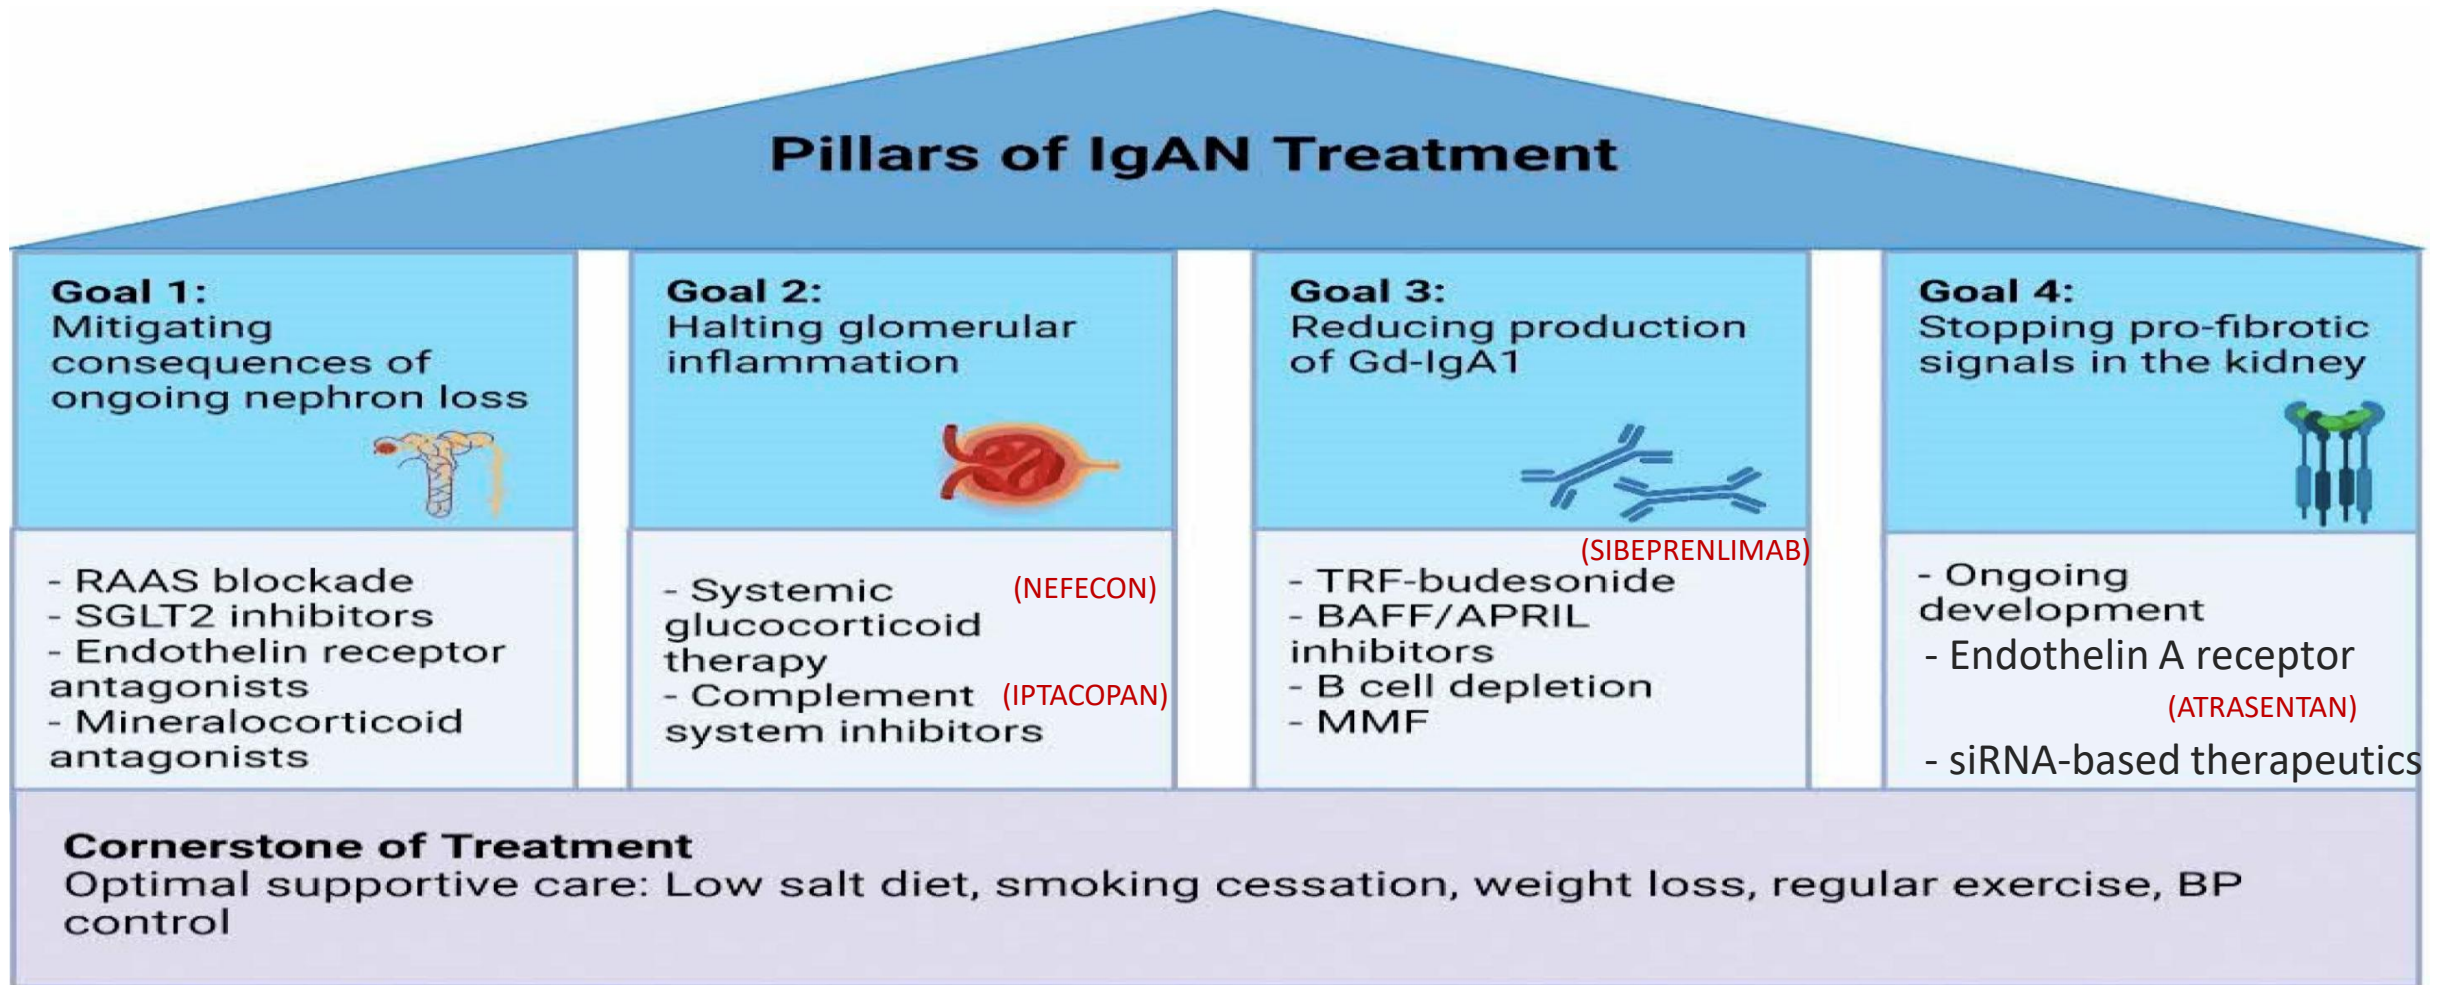 Pillars of IgAN Treatment
Goal 1:
Mitigating
consequences of
ongoing nephron loss
- RAAS blockade
- SGLT2 inhibitors
- Endothelin receptor
antagonists
- Mineralocorticoid
antagonists
Goal 2:
Halting glomerular
inflammation
- Systemic (NEFECON)
glucocorticoid
therapy
- Complement (IPTACOPAN)
system inhibitors
Goal 3:
Reducing production
of Gd-IgA1
(SIBEPRENLIMAB)
- TRF-budesonide
- BAFF/APRIL
inhibitors
- B cell depletion
- MMF
Goal 4:
Stopping pro-fibrotic
signals in the kidney
- Ongoing
development
- Endothelin A receptor
(ATRASENTAN)
- siRNA-based therapeutics
Cornerstone of Treatment
Optimal supportive care: Low salt diet, smoking cessation, weight loss, regular exercise, BP
control